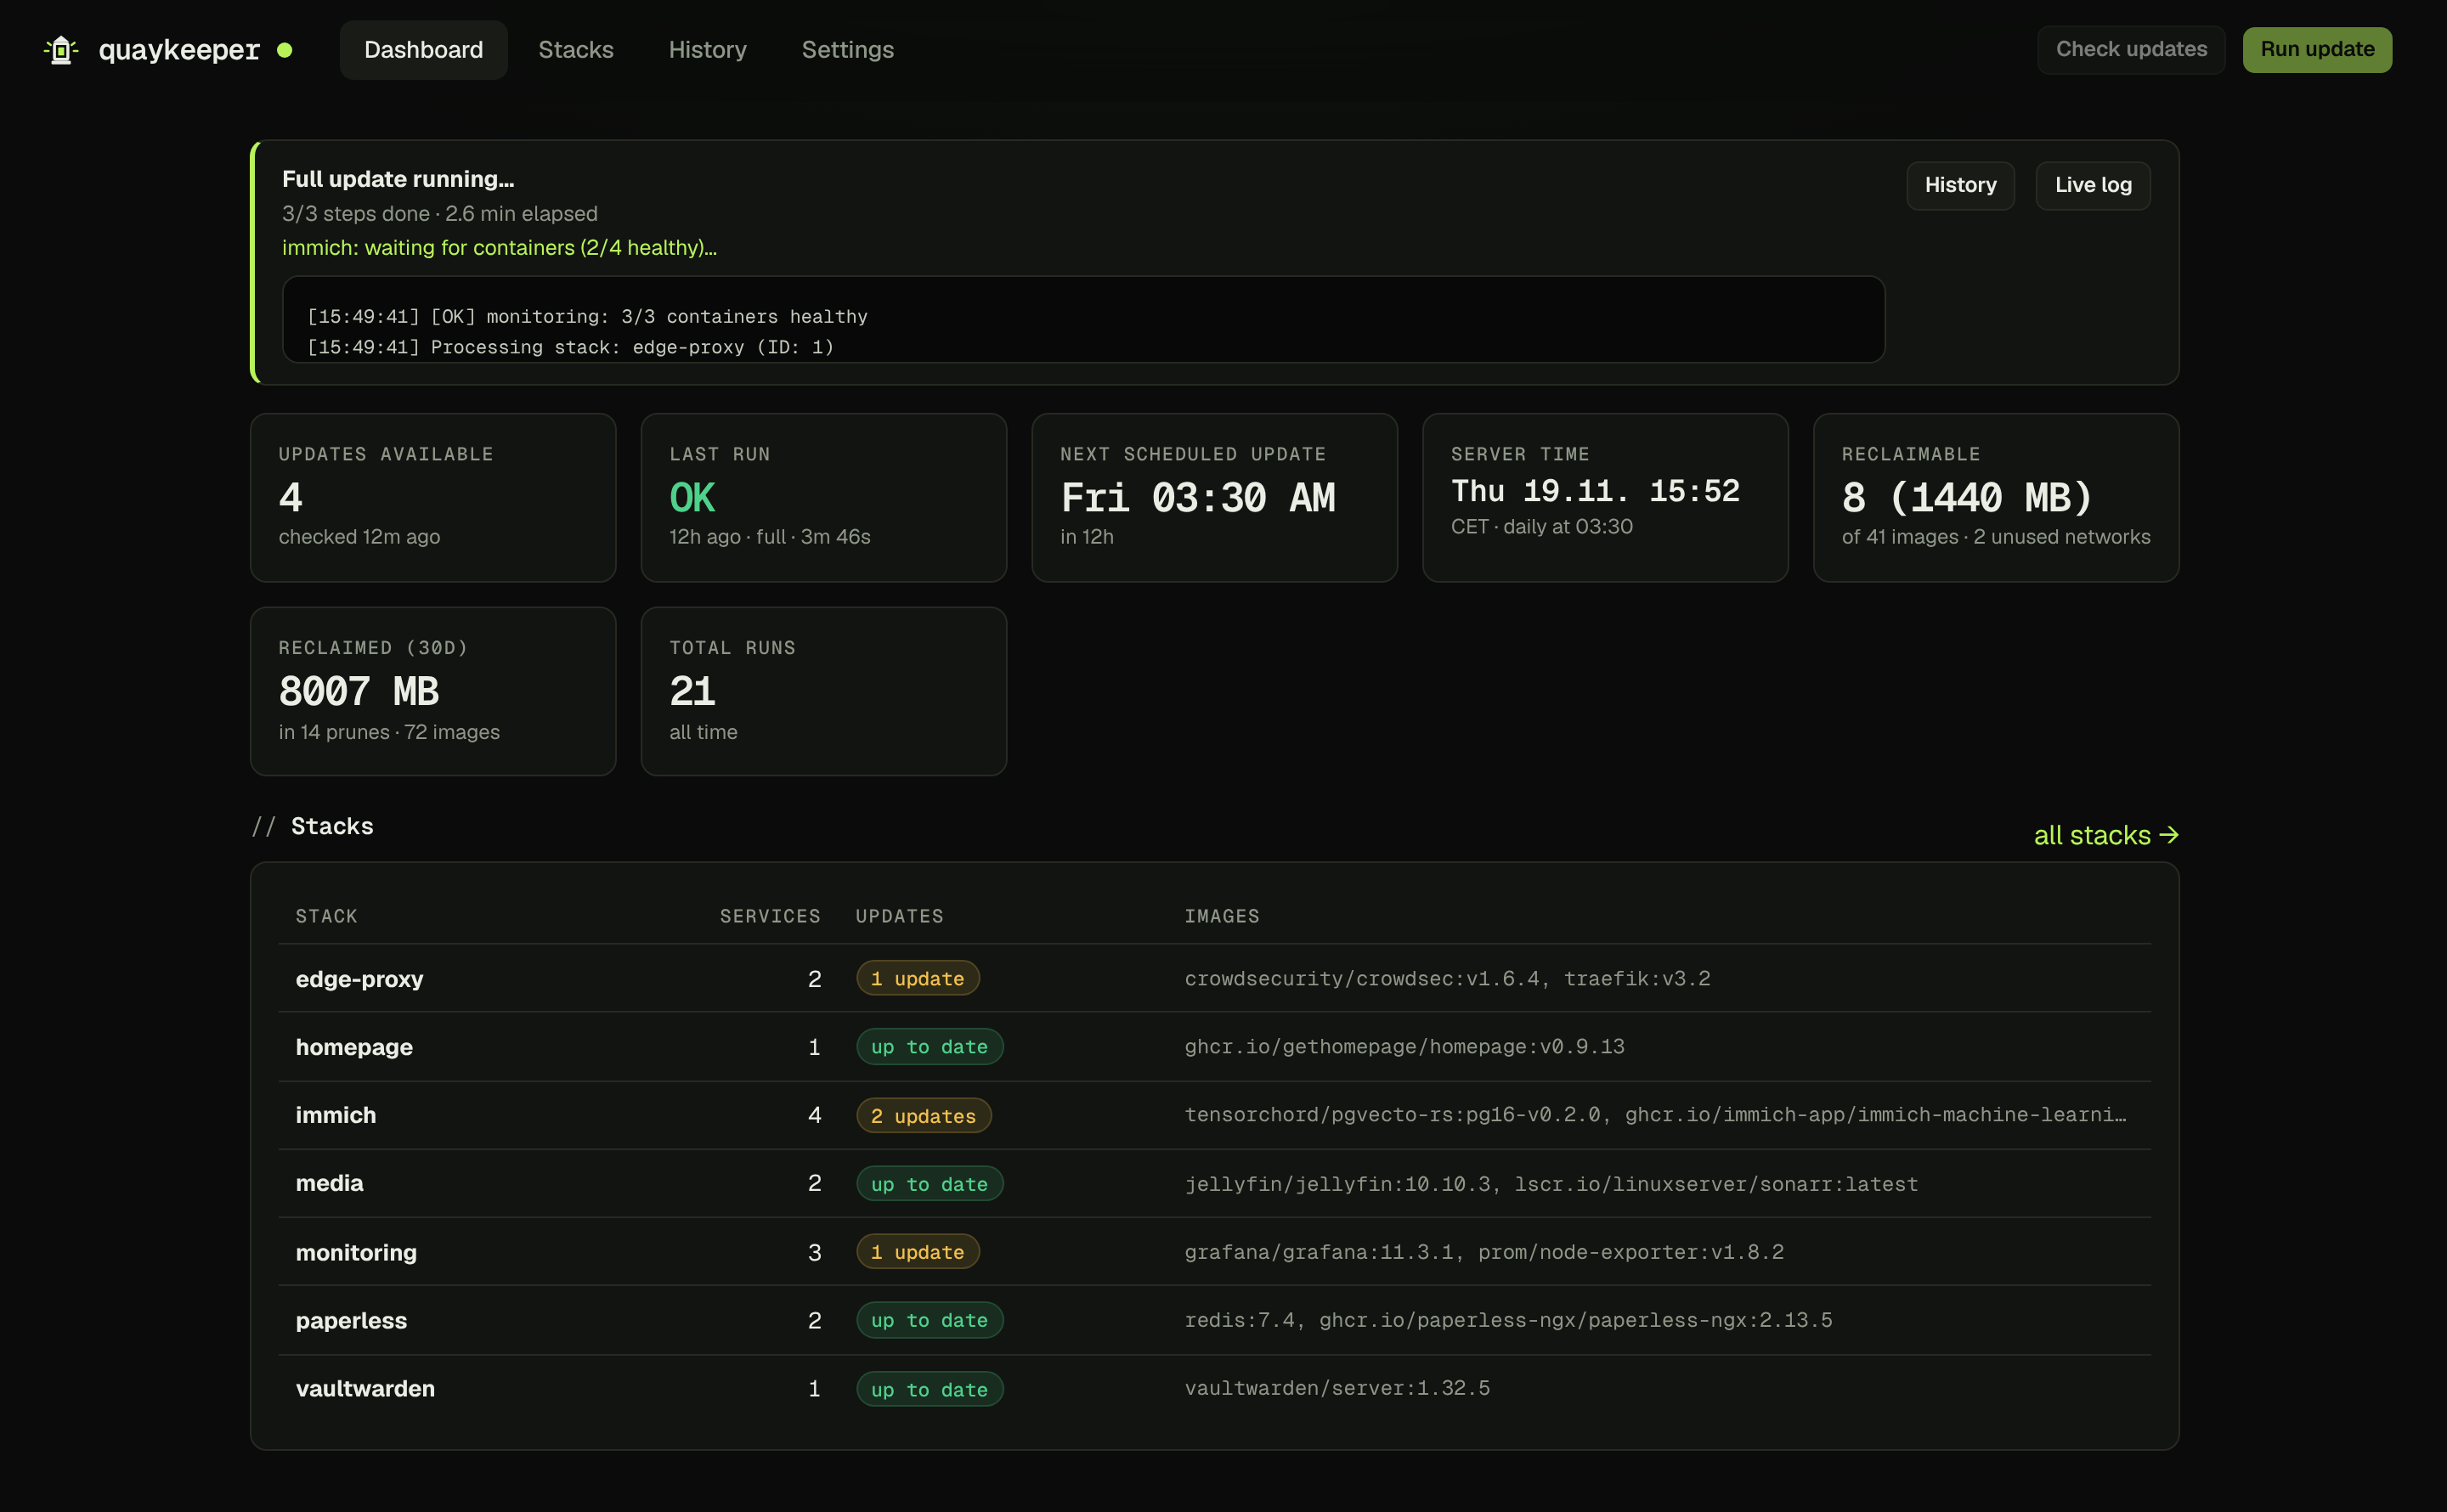 quaykeeper Dashboard Stacks History Settings Check updates Run update
Full update running… History Live log
3/3 steps done · 2.6 min elapsed
immich: waiting for containers (2/4 healthy)…
[15:49:41] [OK] monitoring: 3/3 containers healthy
[15:49:41] Processing stack: edge-proxy (ID: 1)
UPDATES AVAILABLE
4
checked 12m ago
LAST RUN
OK
12h ago · full · 3m 46s
NEXT SCHEDULED UPDATE
Fri 03:30 AM
in 12h
SERVER TIME
Thu 19.11. 15:52
CET · daily at 03:30
RECLAIMABLE
8 (1440 MB)
of 41 images · 2 unused networks
RECLAIMED (30D)
8007 MB
in 14 prunes · 72 images
TOTAL RUNS
21
all time
// Stacks all stacks →
STACK SERVICES UPDATES IMAGES
edge-proxy 2 1 update crowdsecurity/crowdsec:v1.6.4, traefik:v3.2
homepage 1 up to date ghcr.io/gethomepage/homepage:v0.9.13
immich 4 2 updates tensorchord/pgvecto-rs:pg16-v0.2.0, ghcr.io/immich-app/immich-machine-learni…
media 2 up to date jellyfin/jellyfin:10.10.3, lscr.io/linuxserver/sonarr:latest
monitoring 3 1 update grafana/grafana:11.3.1, prom/node-exporter:v1.8.2
paperless 2 up to date redis:7.4, ghcr.io/paperless-ngx/paperless-ngx:2.13.5
vaultwarden 1 up to date vaultwarden/server:1.32.5